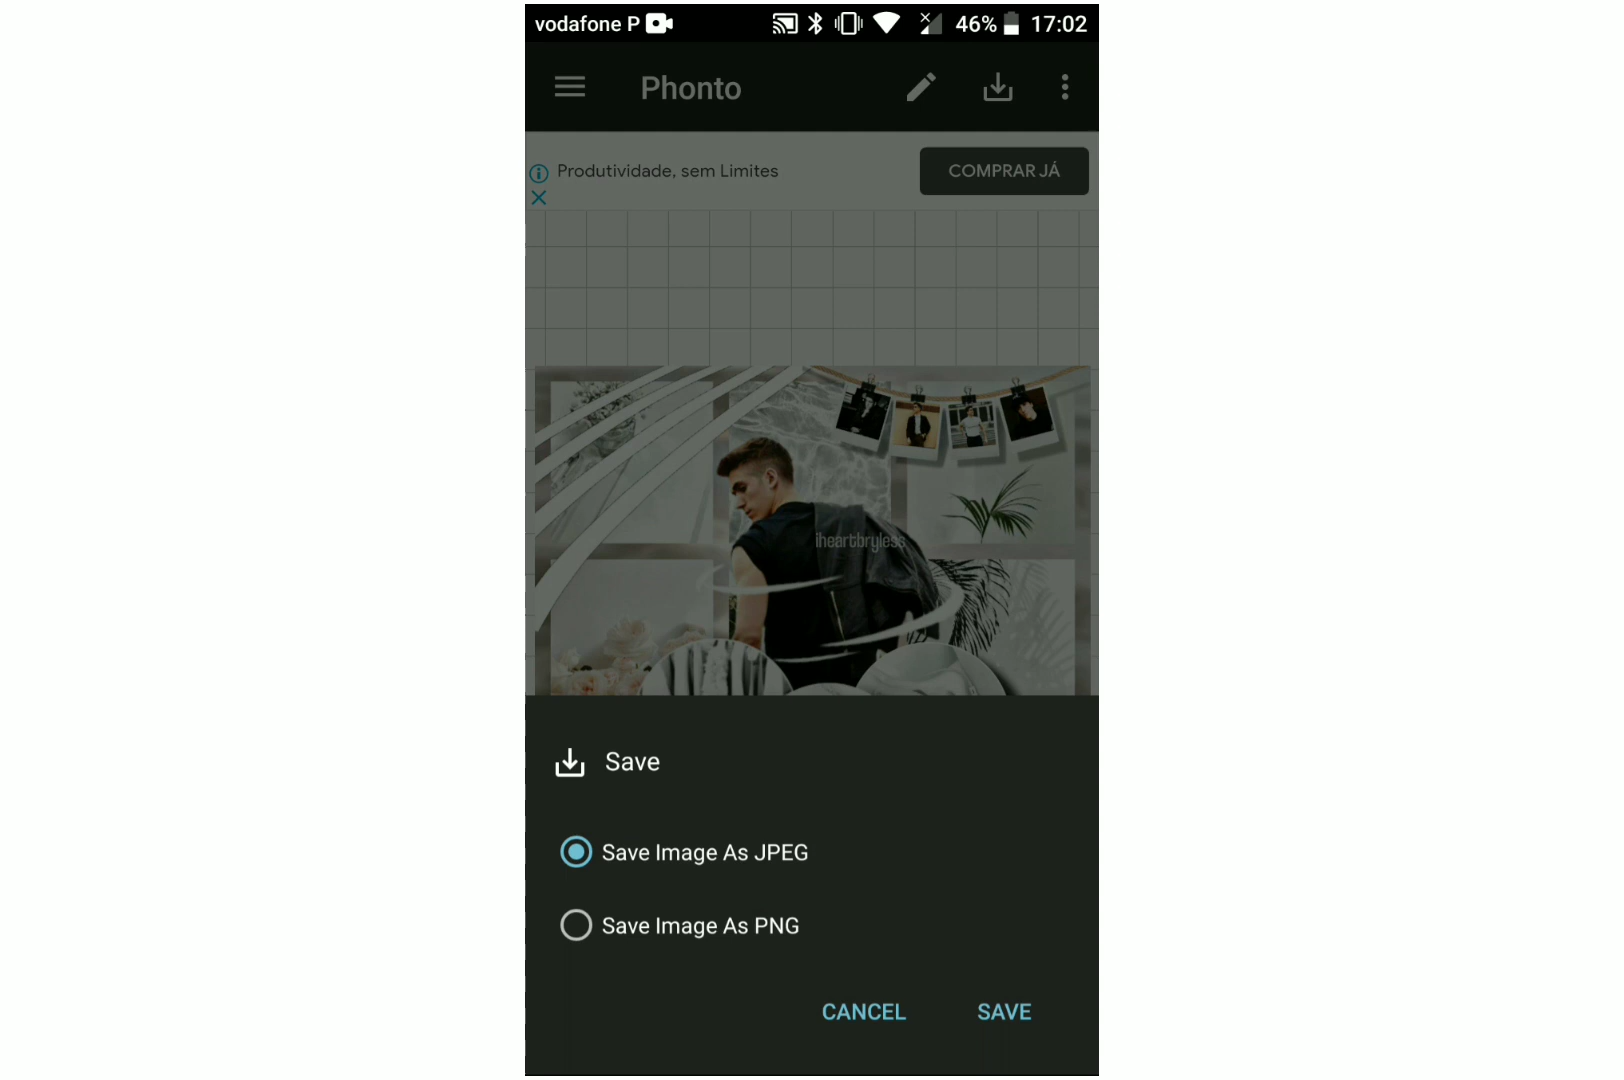 vodafone P 46% 17:02
Phonto
Produtividade, sem Limites
COMPRAR JÁ
iheartbryless
Save
Save Image As JPEG
Save Image As PNG
CANCEL SAVE